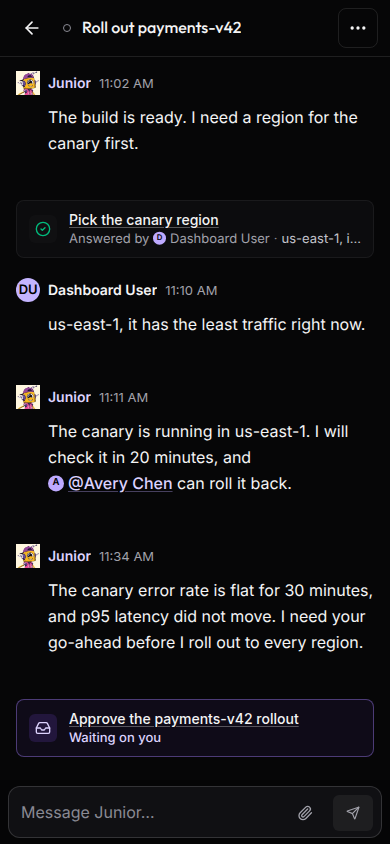 Roll out payments-v42
Junior 11:02 AM
The build is ready. I need a region for the
canary first.
Pick the canary region
Answered by D Dashboard User · us-east-1, i...
DU Dashboard User 11:10 AM
us-east-1, it has the least traffic right now.
Junior 11:11 AM
The canary is running in us-east-1. I will
check it in 20 minutes, and
A @Avery Chen can roll it back.
Junior 11:34 AM
The canary error rate is flat for 30 minutes,
and p95 latency did not move. I need your
go-ahead before I roll out to every region.
Approve the payments-v42 rollout
Waiting on you
Message Junior...